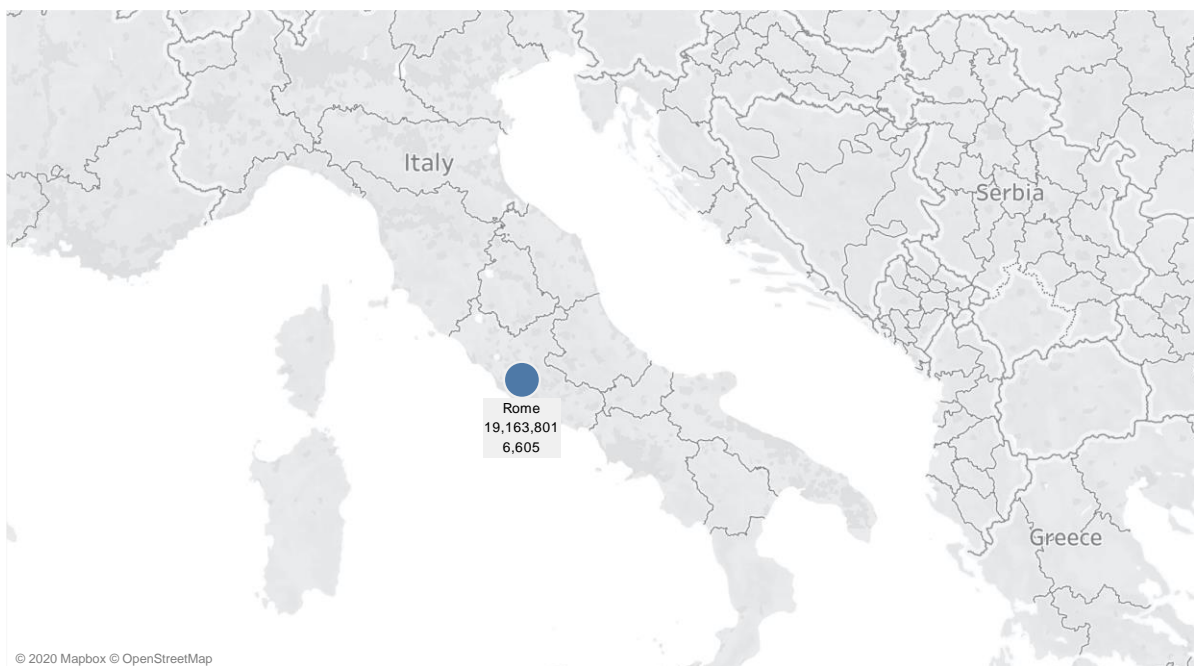 Italy
Serbia
Rome
19,163,801
6,605
Greece
© 2020 Mapbox © OpenStreetMap